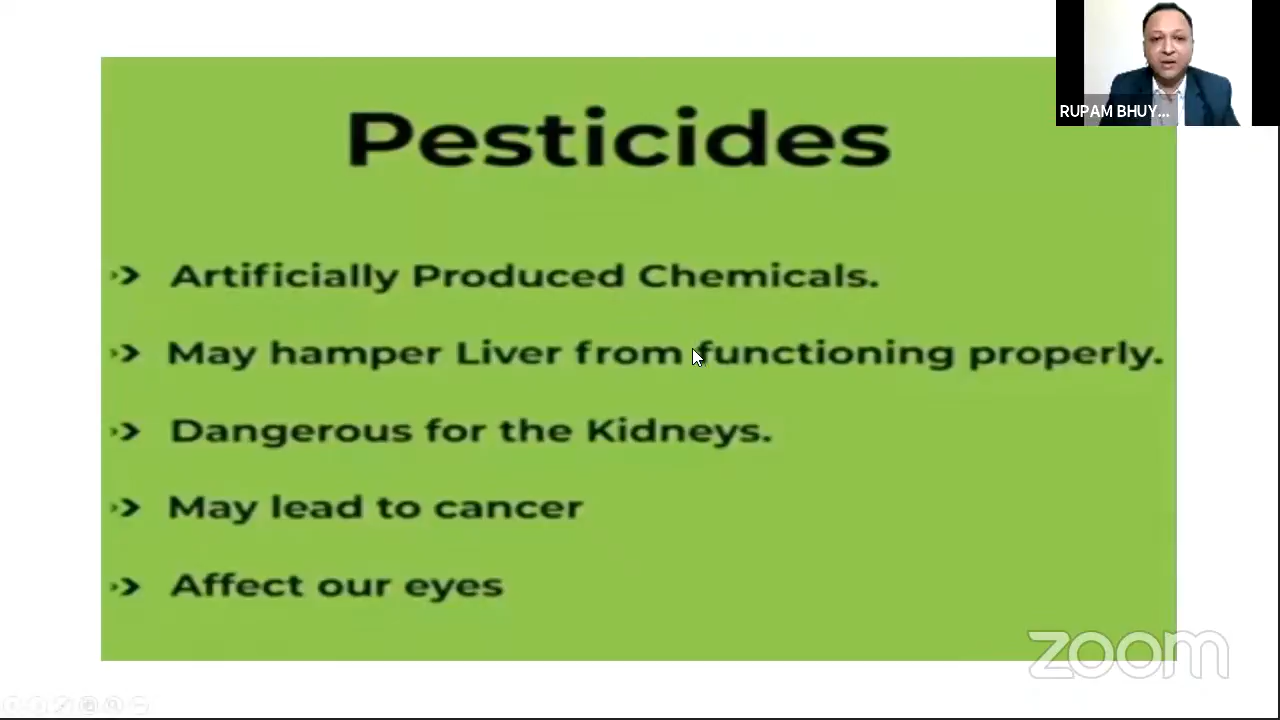 RUPAM BHUY...
Pesticides
Artificially Produced Chemicals.
May hamper Liver from functioning properly.
Dangerous for the Kidneys.
May lead to cancer
Affect our eyes
zoom